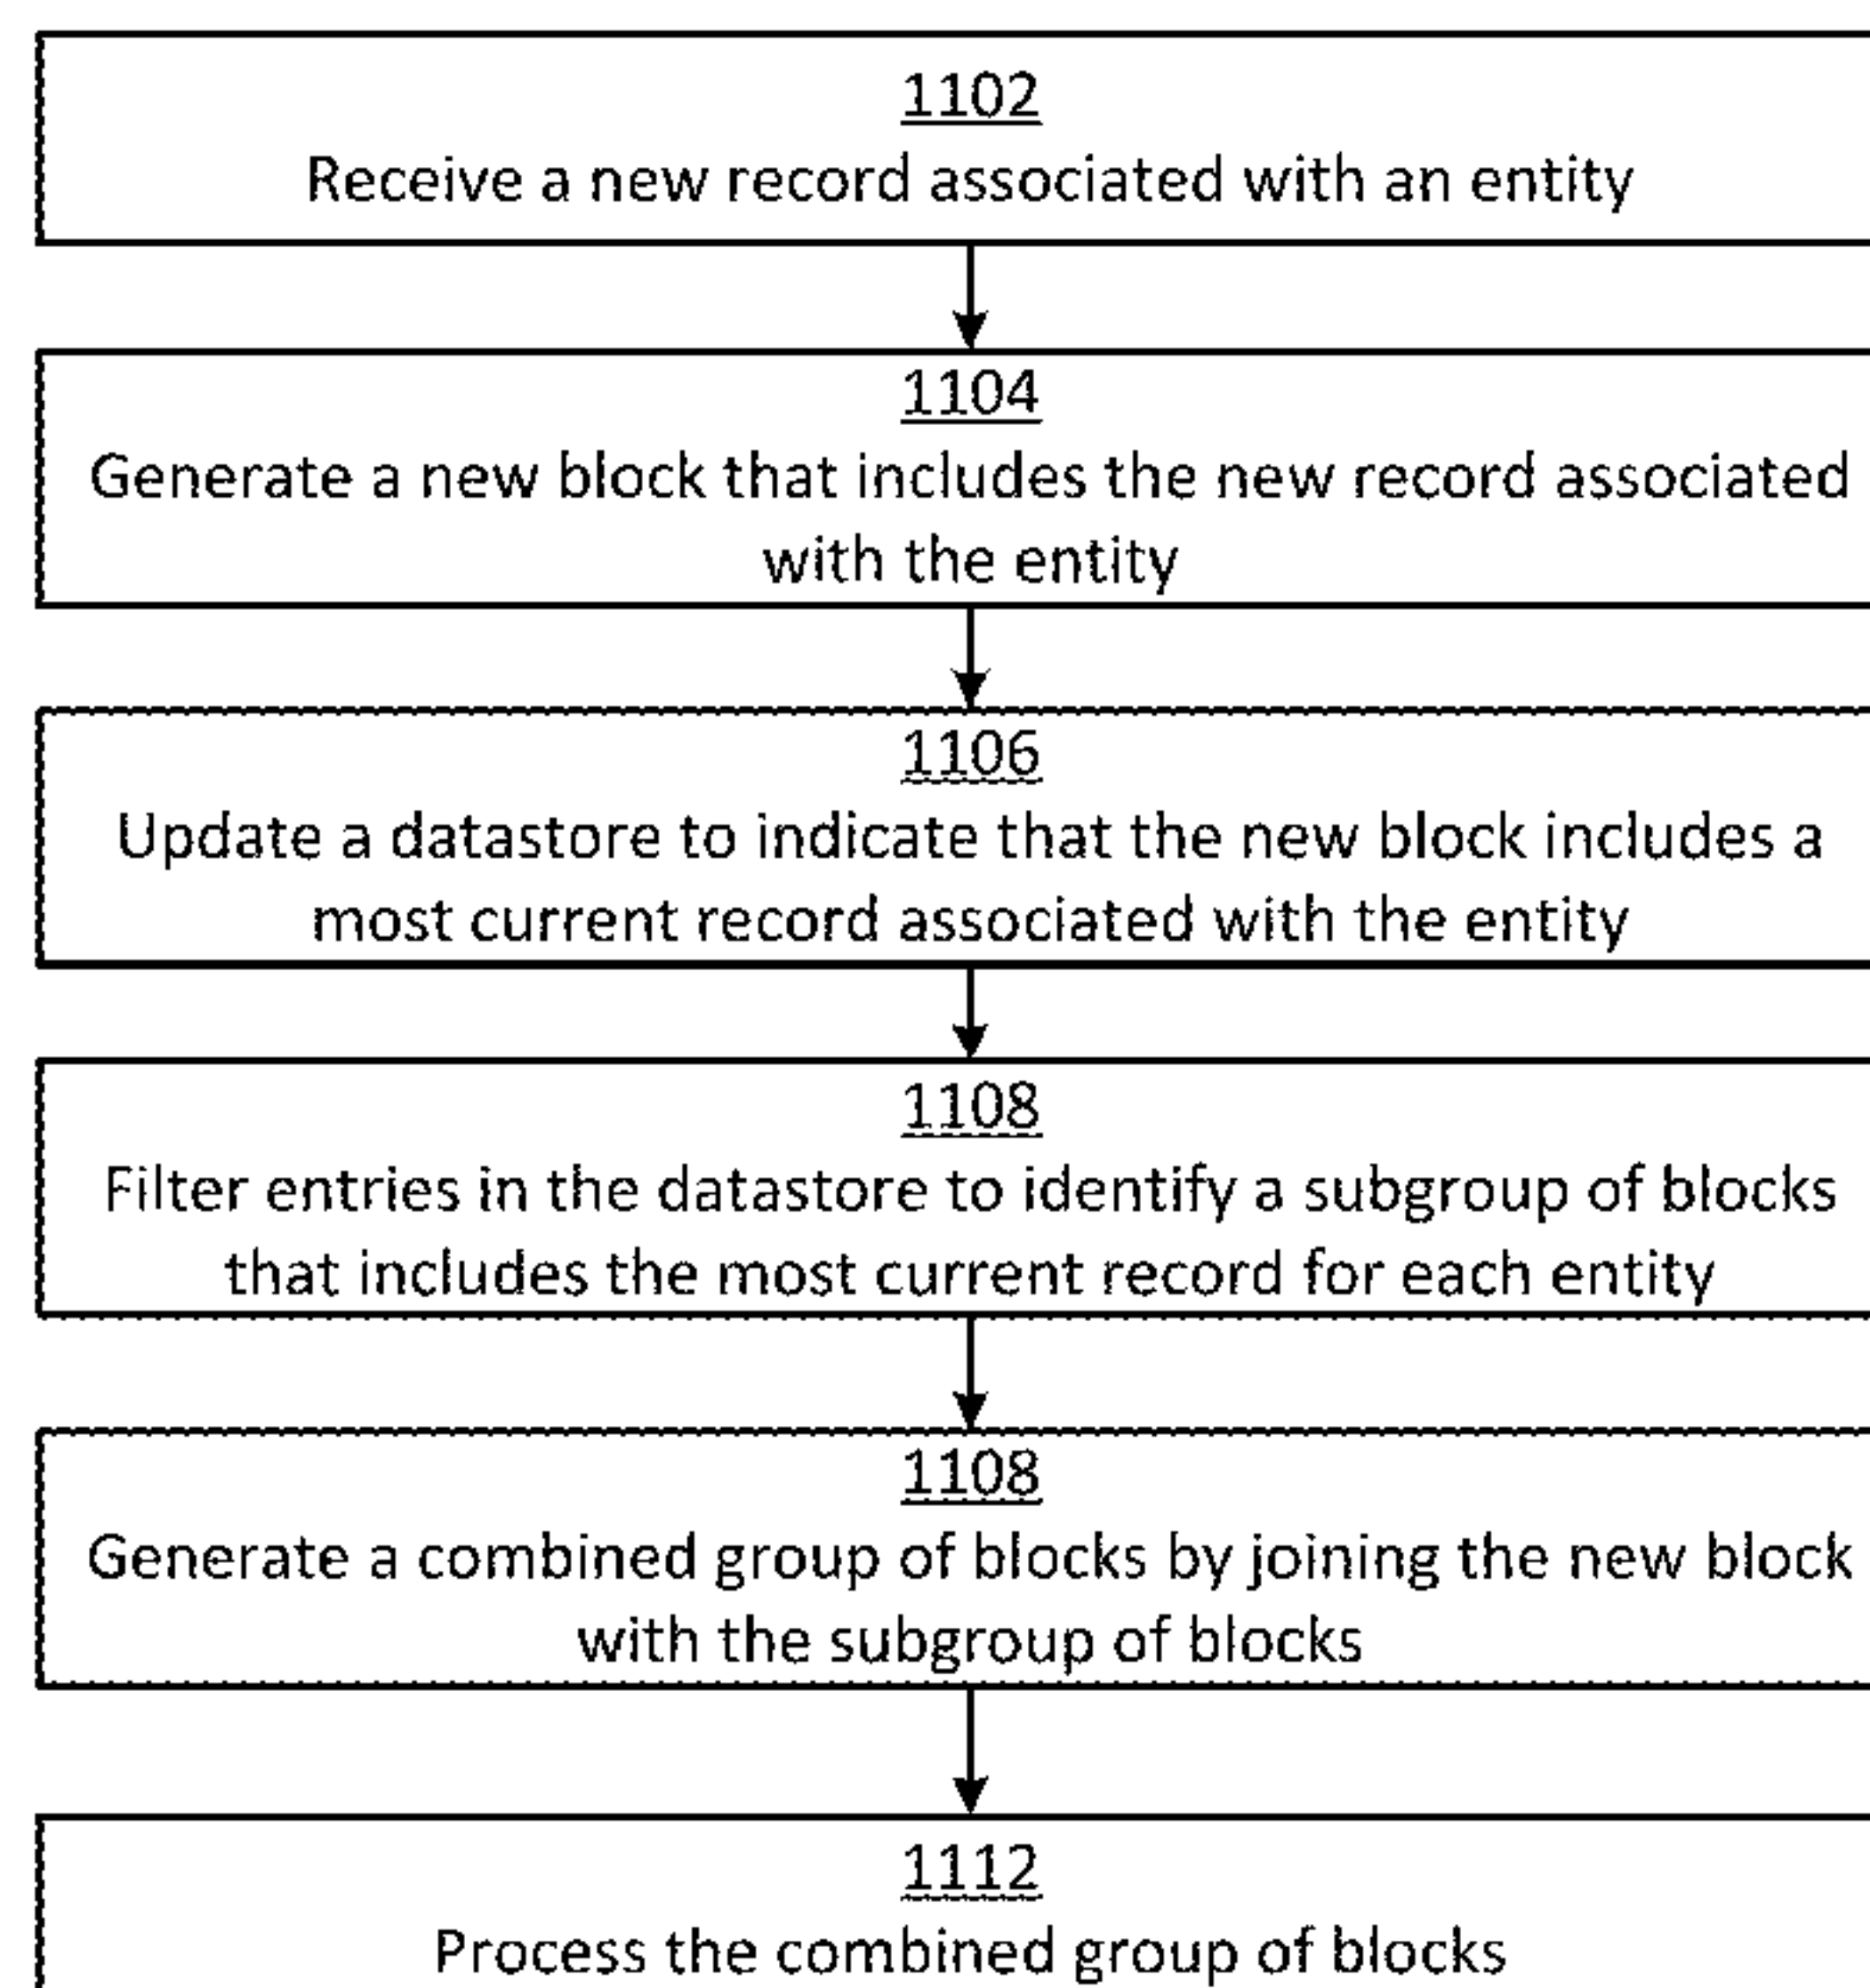 1102
Receive a new record associated with an entity
1104
Generate a new block that includes the new record associated
with the entity
1106
Update a datastore to indicate that the new block includes a
most current record associated with the entity
1108
Filter entries in the datastore to identify a subgroup of blocks
that includes the most current record for each entity
1108
Generate a combined group of blocks by joining the new block
with the subgroup of blocks
1112
Process the combined group of blocks